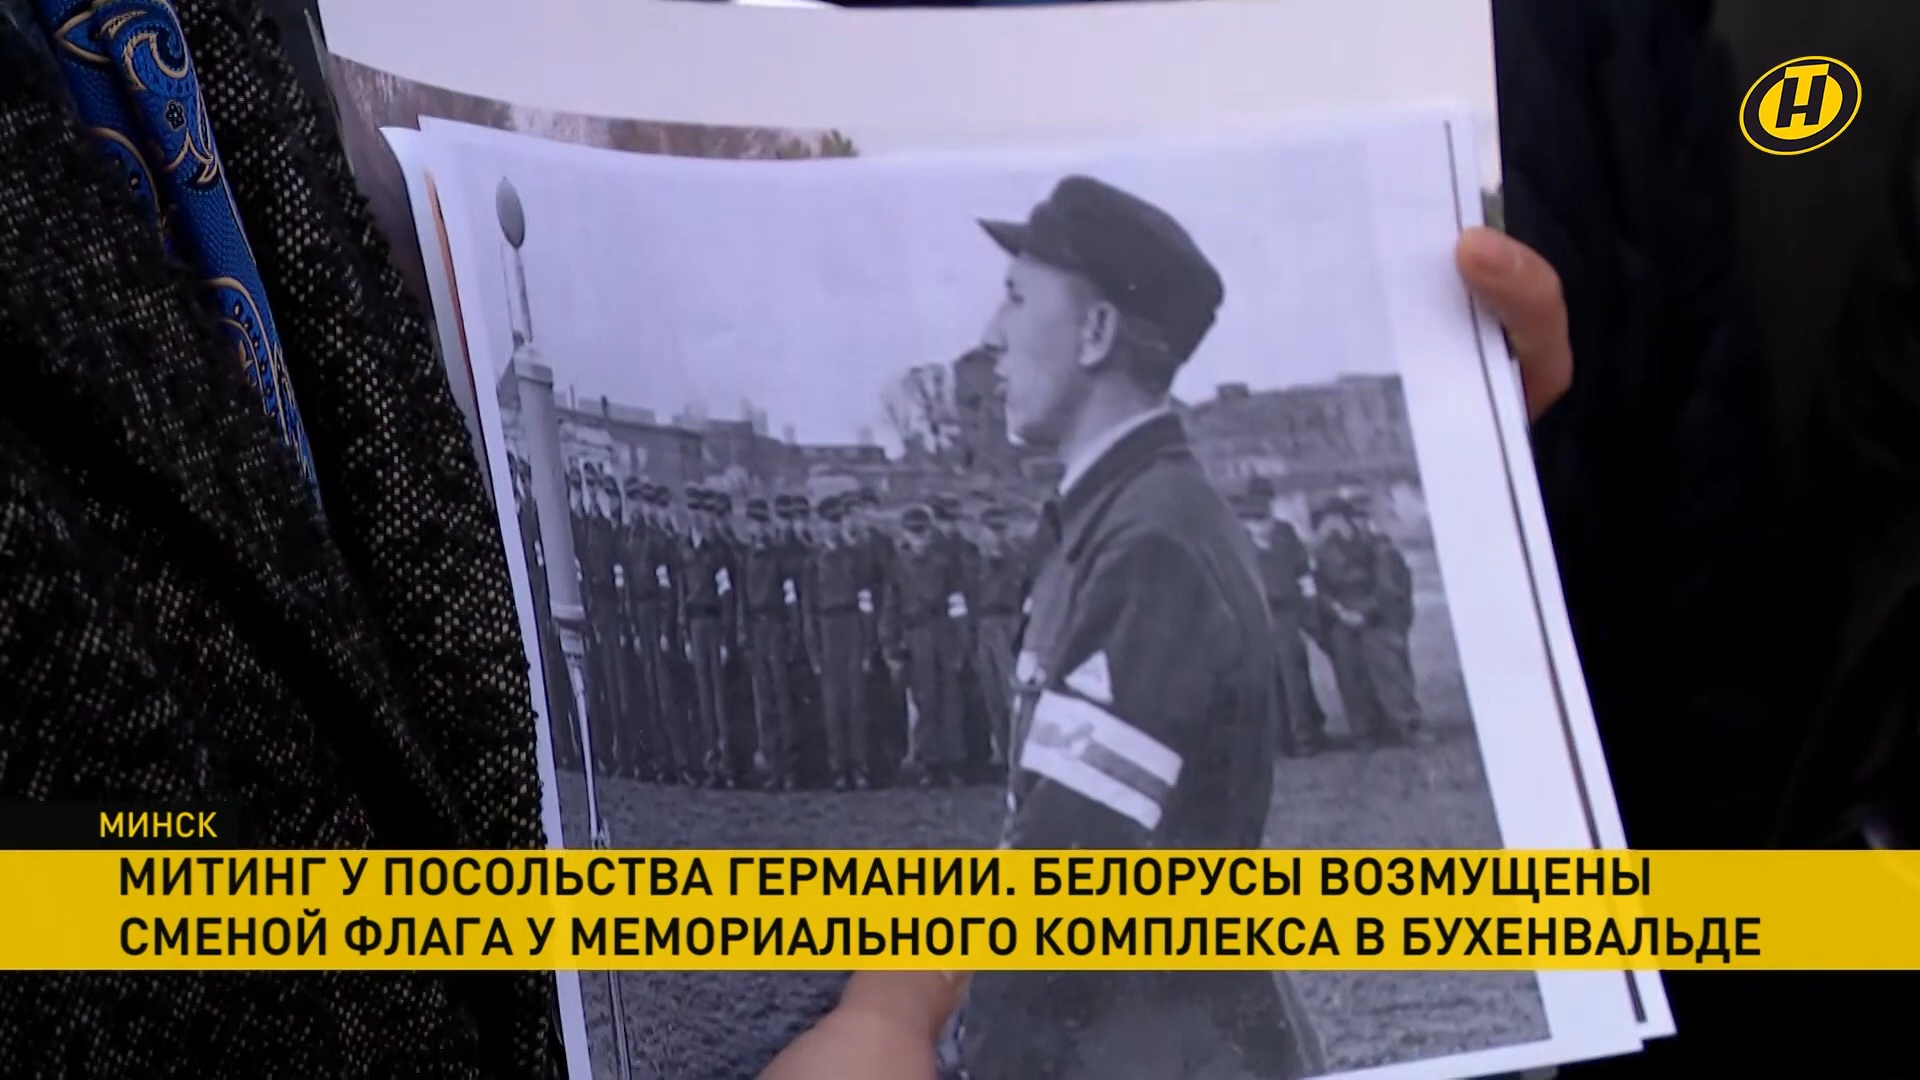 МИНСК
МИТИНГ У ПОСОЛЬСТВА ГЕРМАНИИ. БЕЛОРУСЫ ВОЗМУЩЕНЫ
СМЕНОЙ ФЛАГА У МЕМОРИАЛЬНОГО КОМПЛЕКСА В БУХЕНВАЛЬДЕ